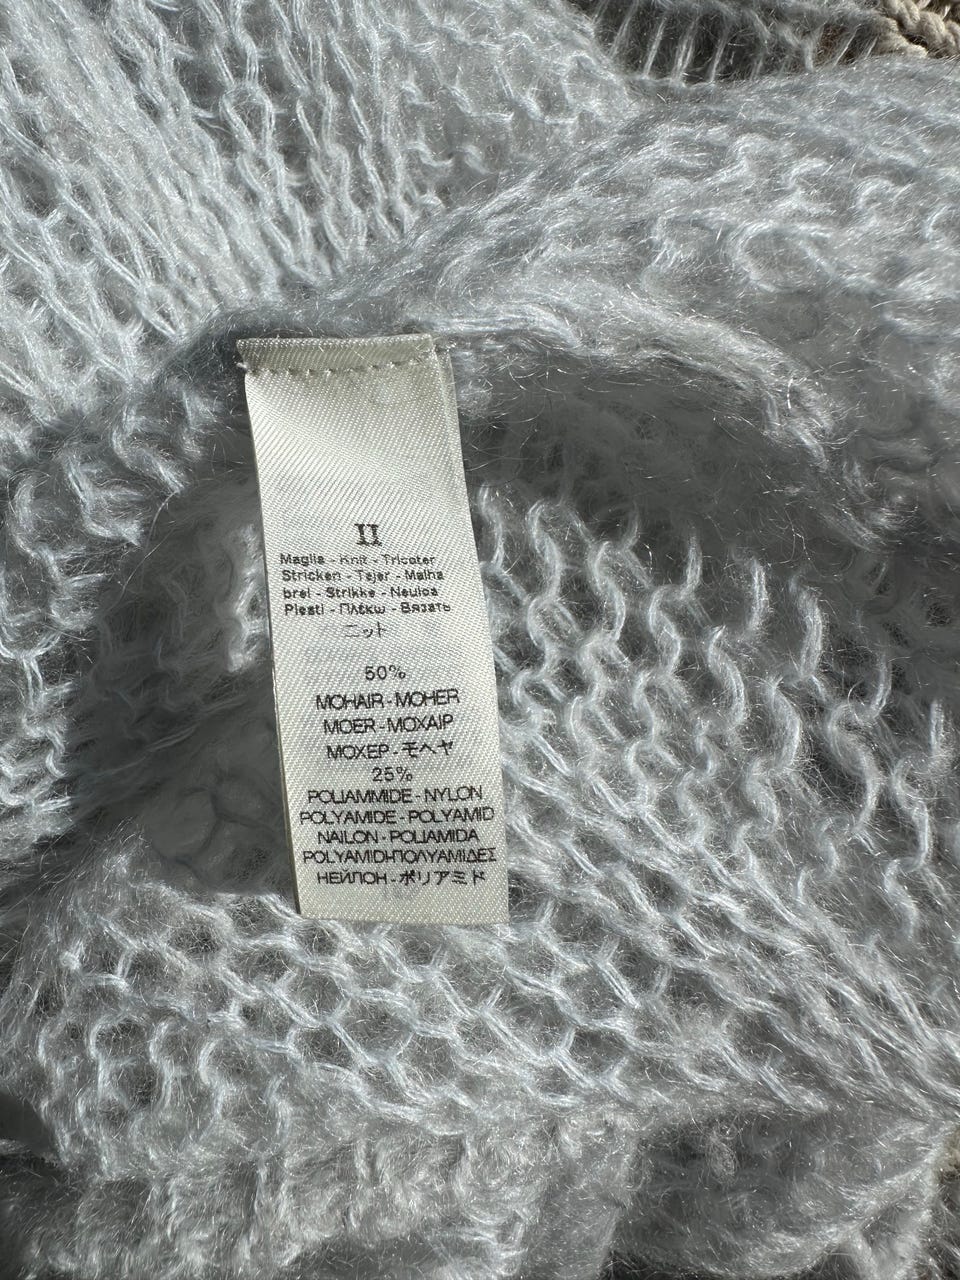 II
Maglia - Knit - Tricoter
Stricken - Tejer - Malha
brei - Strikke - Neuloa
Plesti - Πλέκω - Вязать
ニット
50%
MOHAIR - MOHER
MOER - ΜΟΧΑΙΡ
МОХЕР - モヘヤ
25%
POLIAMMIDE - NYLON
POLYAMIDE - POLYAMID
NAILON - POLIAMIDA
POLYAMID-ΠΟΛΥΑΜΙΔΕΣ
НЕЙЛОН - ポリアミド